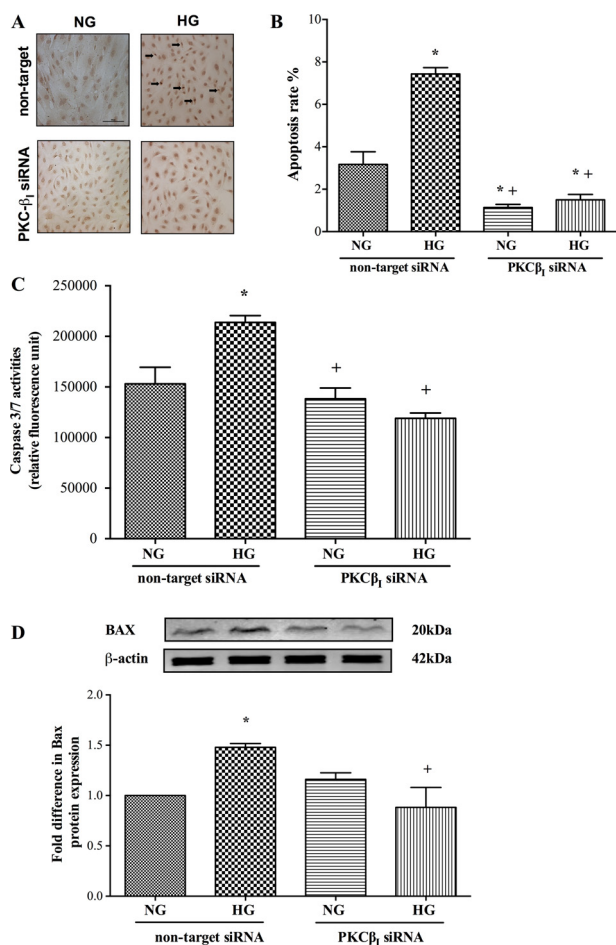 A
NG
HG
non-target
PKC-βI siRNA
B
Apoptosis rate %
10
8
6
4
2
0
*
* +
* +
NG
HG
NG
HG
non-target siRNA
PKCβI siRNA
C
Caspase 3/7 activities
(relative fluorescence unit)
250000
200000
150000
100000
50000
0
*
+
+
NG
HG
NG
HG
non-target siRNA
PKCβI siRNA
D
BAX
20kDa
β-actin
42kDa
Fold difference in Bax
protein expression
2.0
1.5
1.0
0.5
0.0
*
+
NG
HG
NG
HG
non-target siRNA
PKCβI siRNA